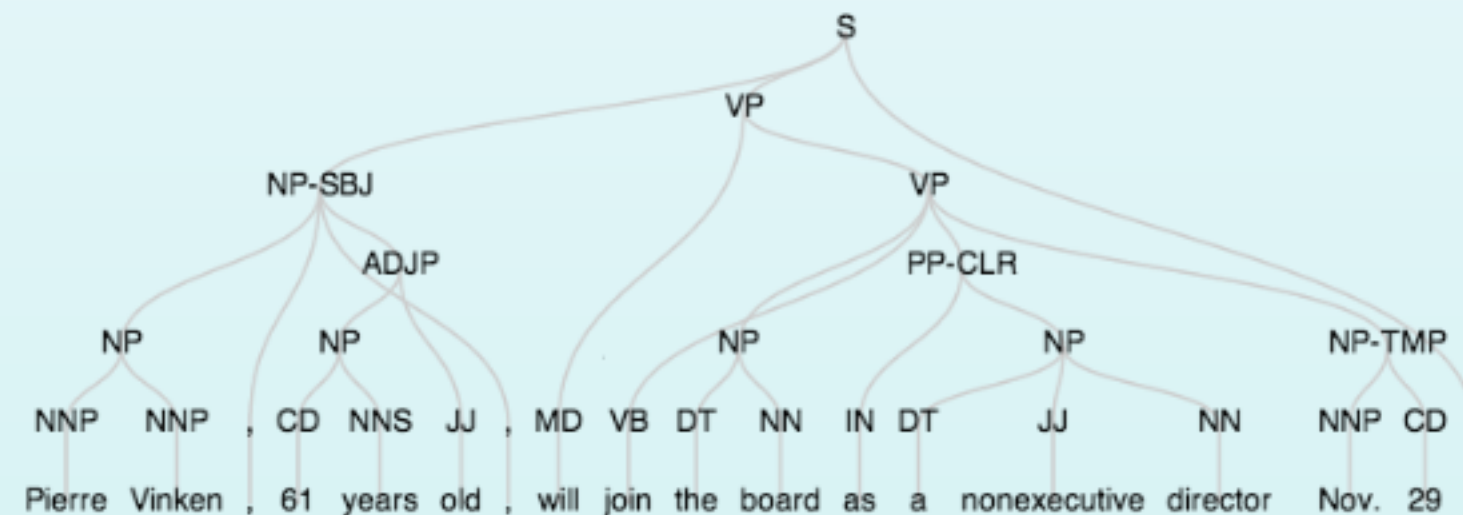 S
VP
NP-SBJ VP
ADJP PP-CLR
NP NP NP NP NP-TMP
NNP NNP , CD NNS JJ , MD VB DT NN IN DT JJ NN NNP CD
Pierre Vinken , 61 years old , will join the board as a nonexecutive director Nov. 29